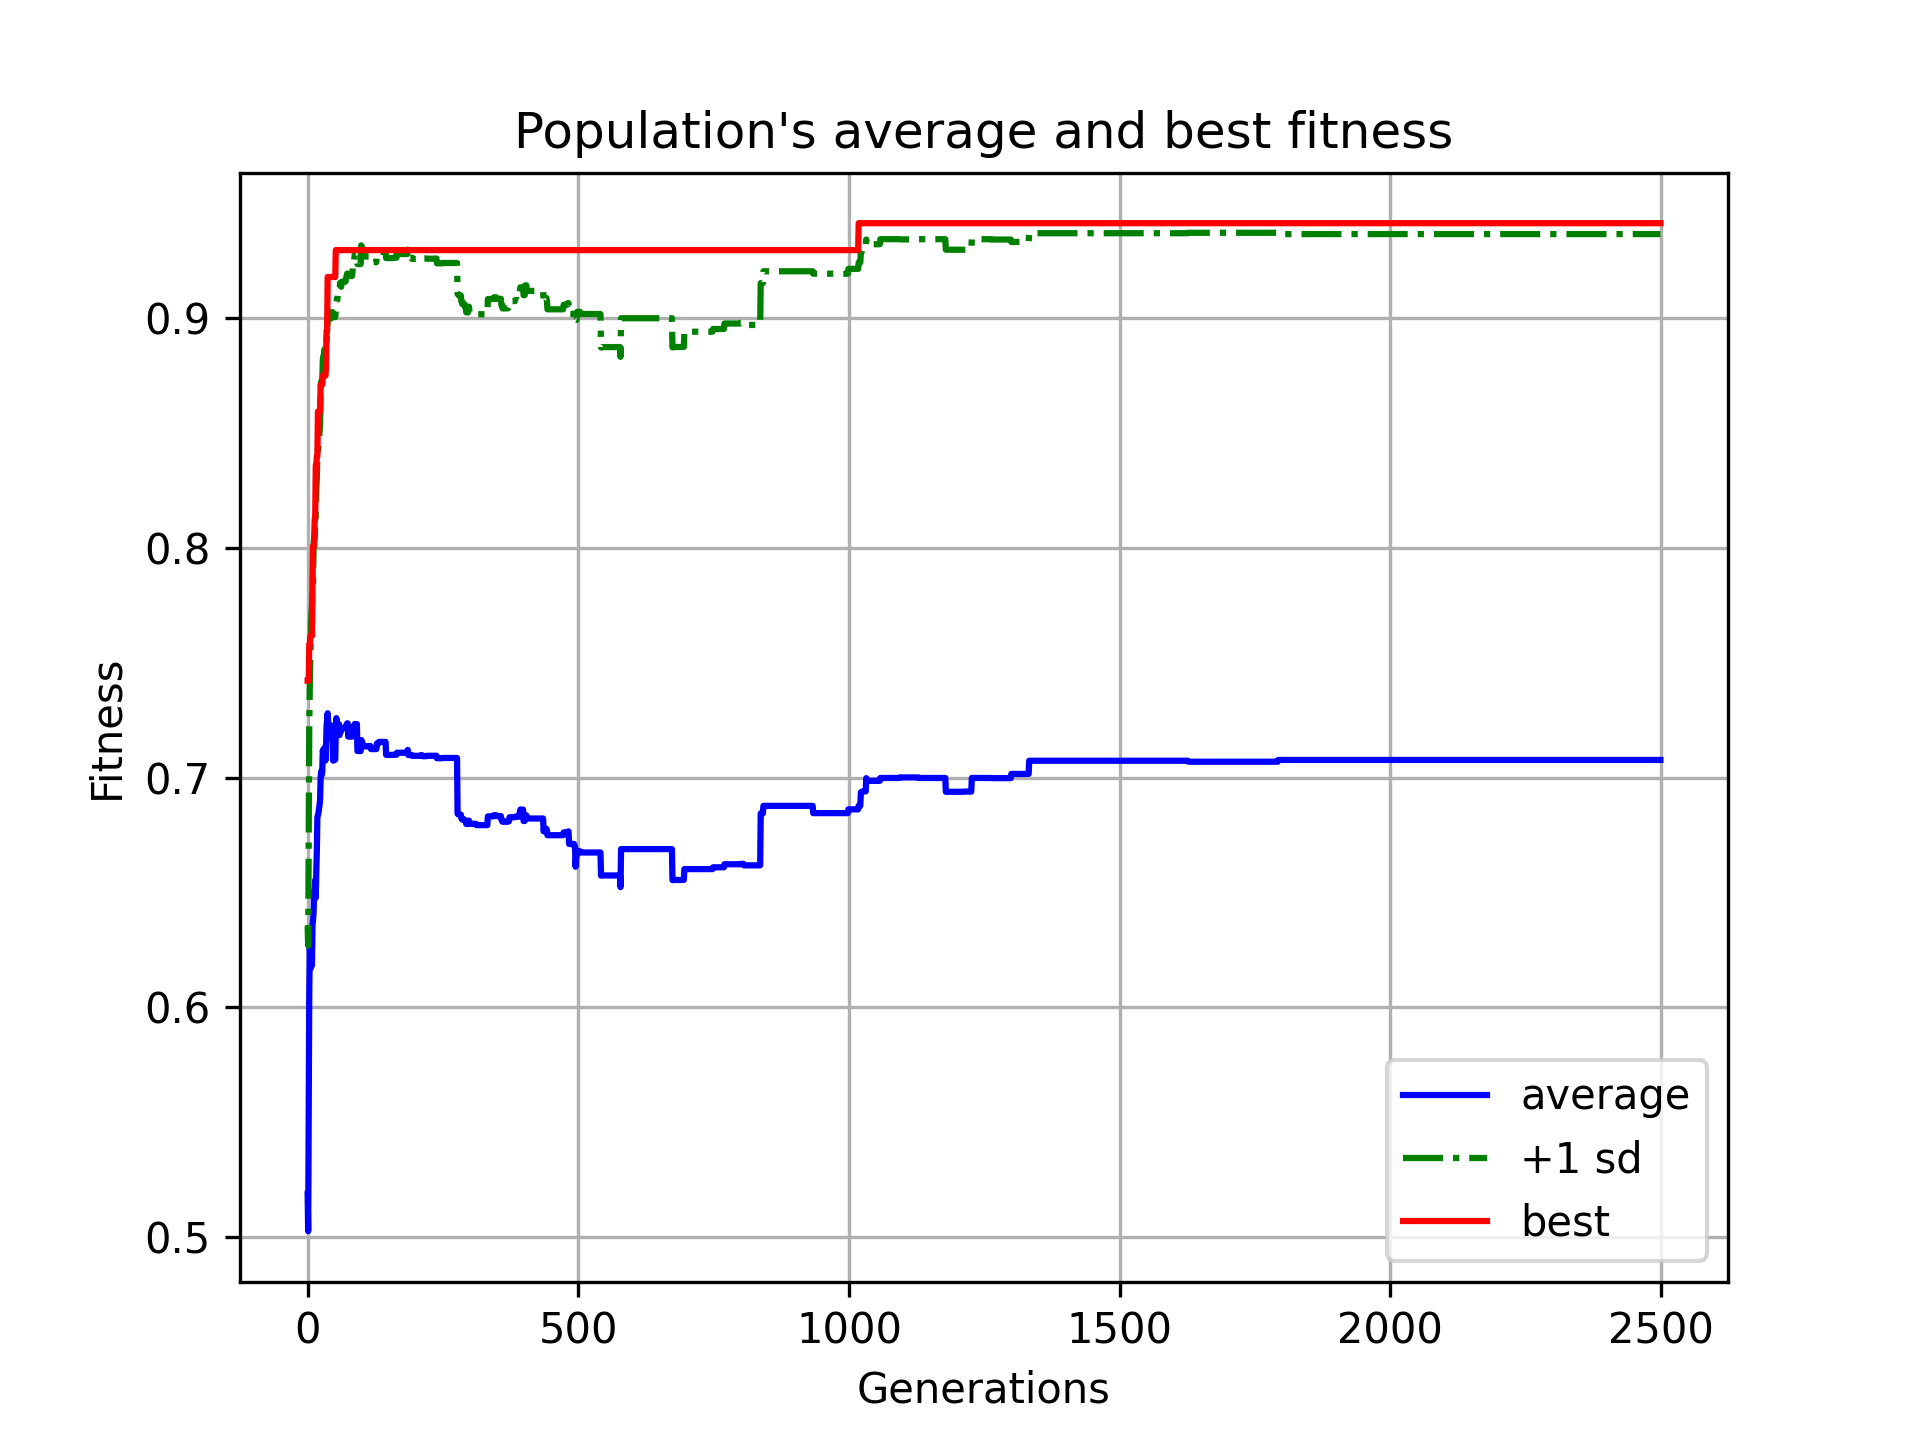 Population's average and best fitness
Fitness
0.9
0.8
0.7
0.6
0.5
0 500 1000 1500 2000 2500
Generations
average
+1 sd
best